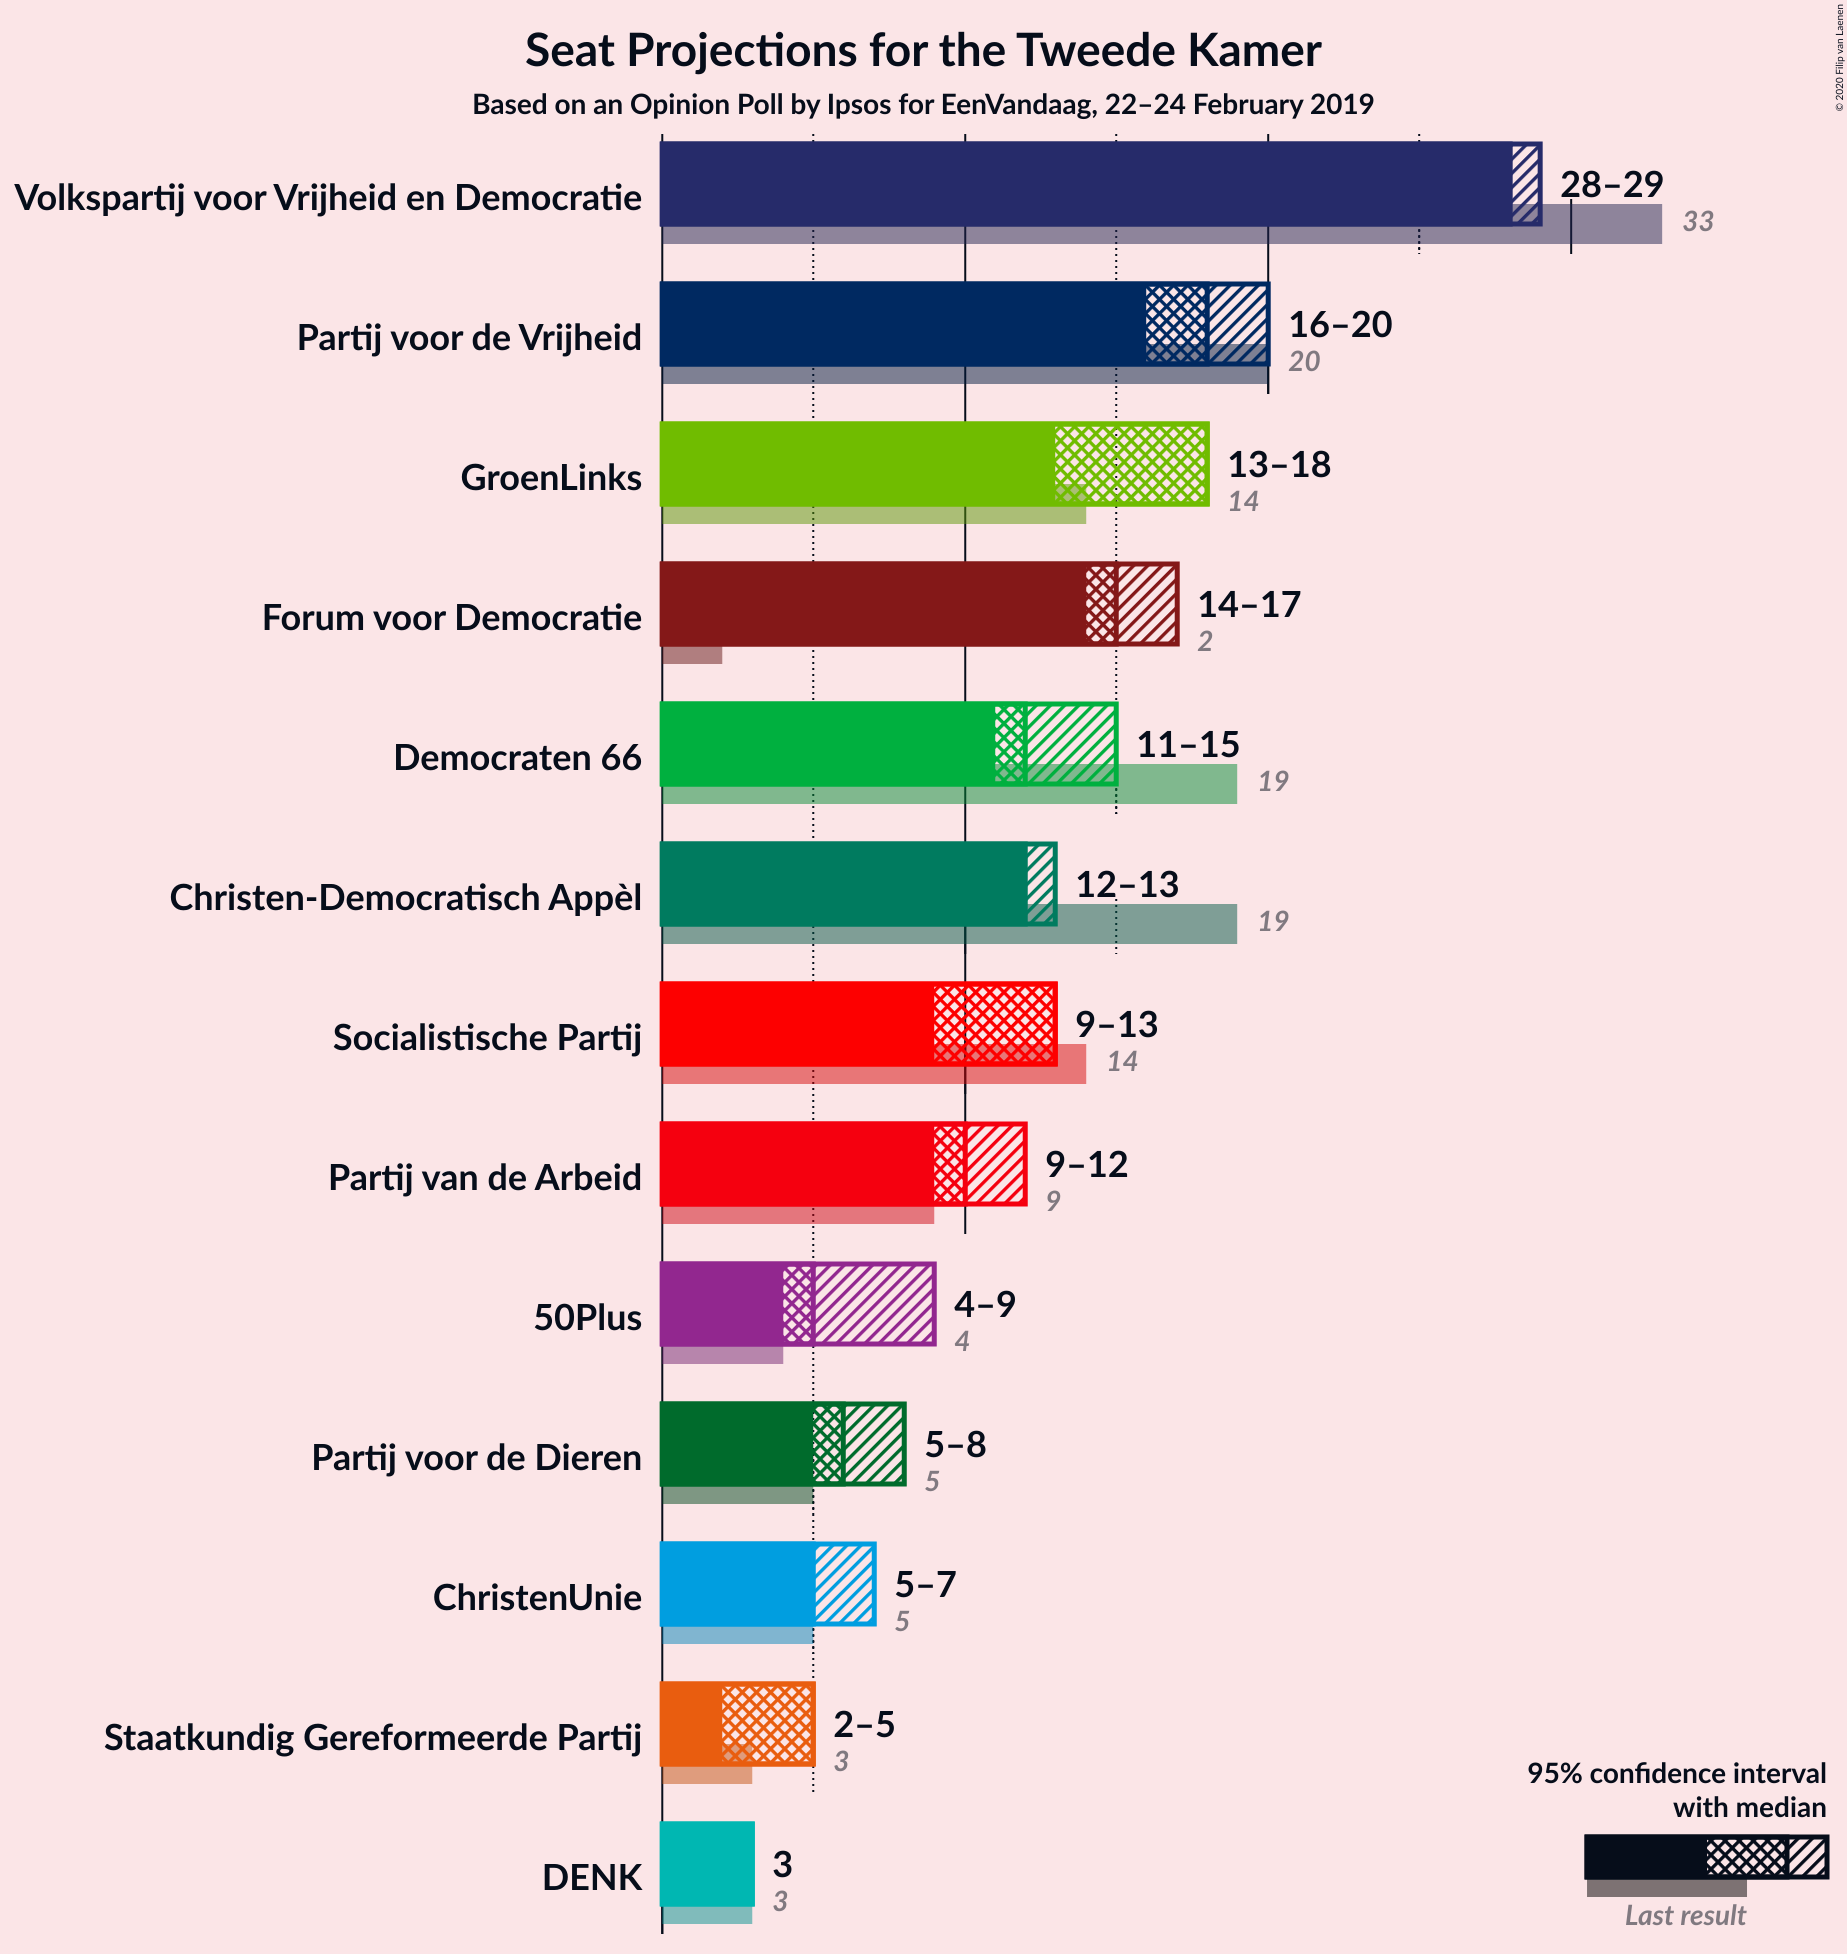 Seat Projections for the Tweede Kamer
Based on an Opinion Poll by Ipsos for EenVandaag, 22–24 February 2019
© 2020 Filip van Laenen
Volkspartij voor Vrijheid en Democratie
28–29
33
Partij voor de Vrijheid
16–20
20
GroenLinks
13–18
14
Forum voor Democratie
14–17
2
Democraten 66
11–15
19
Christen-Democratisch Appèl
12–13
19
Socialistische Partij
9–13
14
Partij van de Arbeid
9–12
9
50Plus
4–9
4
Partij voor de Dieren
5–8
5
ChristenUnie
5–7
5
Staatkundig Gereformeerde Partij
2–5
3
DENK
3
3
95% confidence interval
with median
Last result